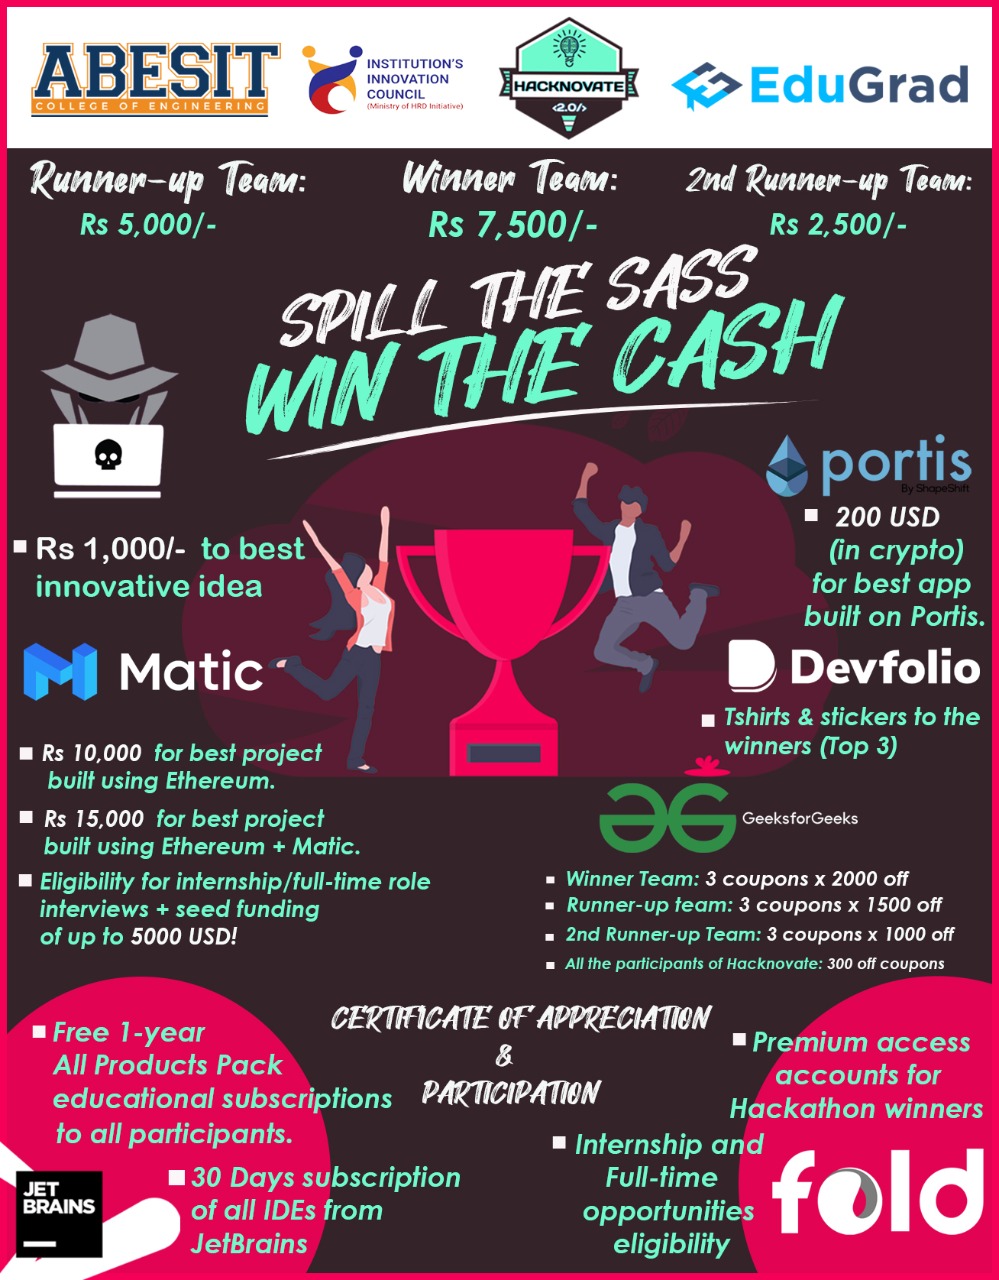 ABESIT
COLLEGE OF ENGINEERING
INSTITUTION'S
INNOVATION
COUNCIL
(Ministry of HRD Initiative)
HACKNOVATE
<2.0/>
EduGrad
Runner-up Team:
Rs 5,000/-
Winner Team:
Rs 7,500/-
2nd Runner-up Team:
Rs 2,500/-
SPILL THE SASS
WIN THE CASH
Rs 1,000/- to best
innovative idea
portis
By ShapeShift
200 USD
(in crypto)
for best app
built on Portis.
Matic
Rs 10,000 for best project
built using Ethereum.
Rs 15,000 for best project
built using Ethereum + Matic.
Eligibility for internship/full-time role
interviews + seed funding
of up to 5000 USD!
Devfolio
Tshirts & stickers to the
winners (Top 3)
GeeksforGeeks
Winner Team: 3 coupons x 2000 off
Runner-up team: 3 coupons x 1500 off
2nd Runner-up Team: 3 coupons x 1000 off
All the participants of Hacknovate: 300 off coupons
CERTIFICATE OF APPRECIATION
&
PARTICIPATION
Free 1-year
All Products Pack
educational subscriptions
to all participants.
JET
BRAINS
30 Days subscription
of all IDEs from
JetBrains
Premium access
accounts for
Hackathon winners
Internship and
Full-time
opportunities
eligibility
fold